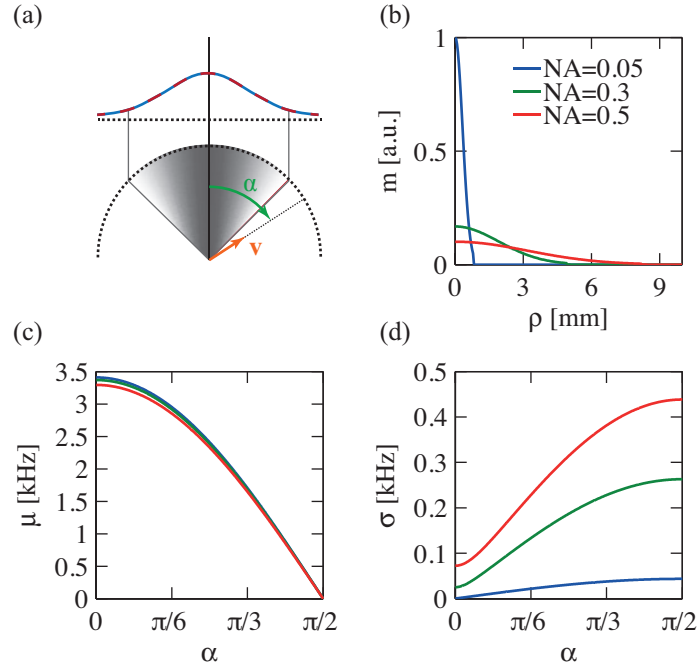 (a)
α
v
(b)
m [a.u.]
1
0.5
0
NA=0.05
NA=0.3
NA=0.5
0 3 6 9
ρ [mm]
(c)
μ [kHz]
3.5
3
2.5
2
1.5
1
0.5
0
0 π/6 π/3 π/2
α
(d)
σ [kHz]
0.5
0.4
0.3
0.2
0.1
0
0 π/6 π/3 π/2
α